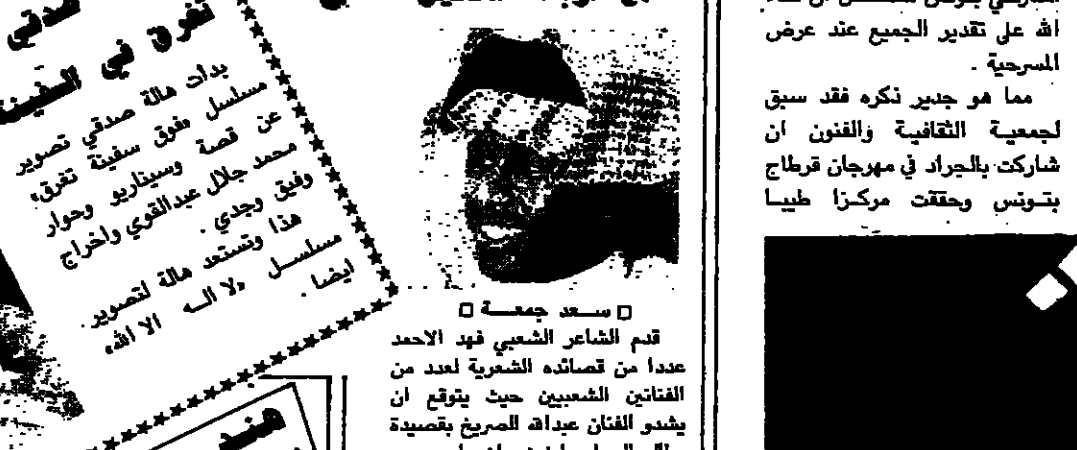 الله على تقدير الجميع عند عرض
المسرحية .
مما هو جدير ذكره فقد سبق
لجمعية الثقافية والفنون ان
شاركت بالجراد في مهرجان قرطاج
بتونس وحققت مركزا طيبا
□ سعد جمعة □
قدم الشاعر الشعبي فهد الاحمد
عددا من قصائده الشعرية لعدد من
الفنانين الشعبيين حيث يتوقع ان
يشدو الفنان عبدالله الصريخ بقصيدة
صدقي
تغرق في السفينة
بدأت هالة صدقي تصوير
مسلسل «فوق سفينة تغرق»
عن قصة وسيناريو وحوار
محمد جلال عبدالقوي واخراج
وفيق وجدي .
هذا وتستعد هالة لتصوير
مسلسل «لا اله الا الله»
ايضا .
هند